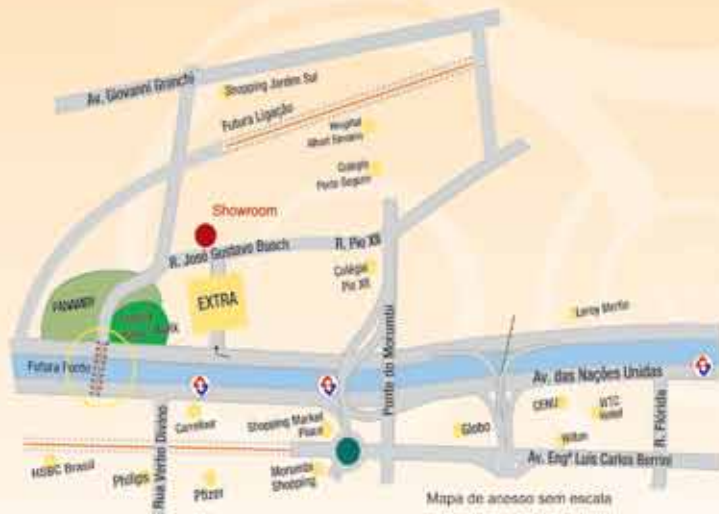 Av. Giovanni Gronchi
Shopping Jardim Sul
Futura Ligação
Hospital
Albert Einstein
Colégio
Porto Seguro
Showroom
R. José Gustavo Busch
R. Pio XII
Colégio
Pio XII
PANAMBY
EXTRA
Leroy Merlin
Futura Ponte
Ponte do Morumbi
Av. das Nações Unidas
CENU
WTC
Hotel
R. Flórida
Carrefour
Shopping Market
Place
Globo
Hilton
Rua Verbo Divino
HSBC Brasil
Philips
Pfizer
Morumbi
Shopping
Av. Engº Luis Carlos Berrini
Mapa de acesso sem escala